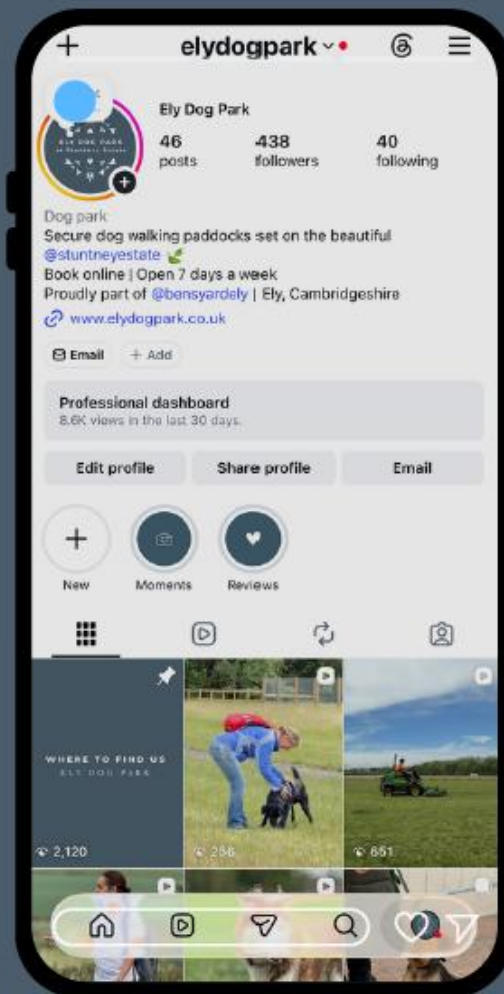 elydogpark
Ely Dog Park
46 438 40
posts followers following
ELY DOG PARK
Dog park
Secure dog walking paddocks set on the beautiful
@stuntneyestate
Book online | Open 7 days a week
Proudly part of @bensyardely | Ely, Cambridgeshire
www.elydogpark.co.uk
Email + Add
Professional dashboard
8.6K views in the last 30 days.
Edit profile Share profile Email
New Moments Reviews
WHERE TO FIND US
ELY DOG PARK
2,120 256 651